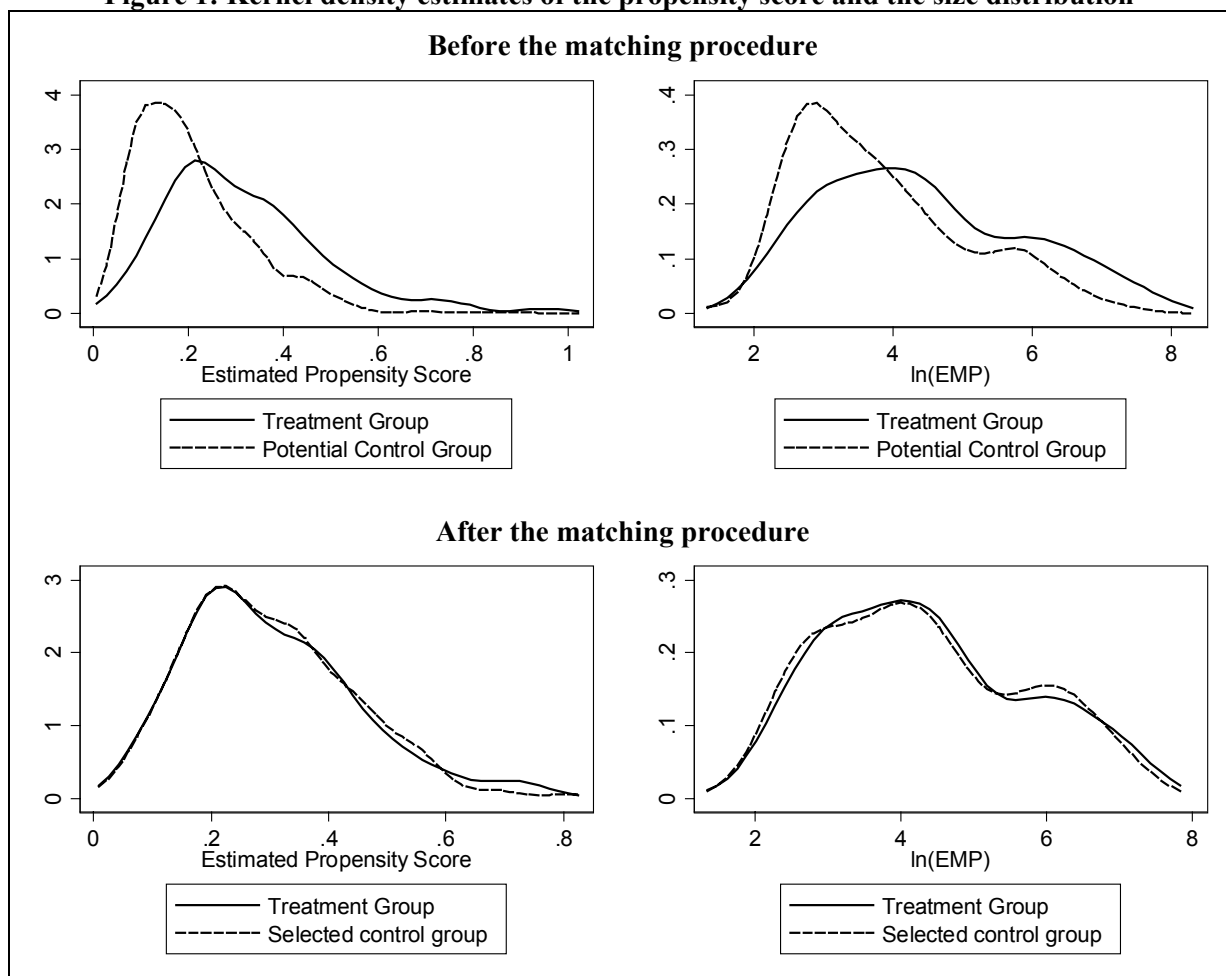 Figure 1: Kernel density estimates of the propensity score and the size distribution
Before the matching procedure
4
3
2
1
0
0 .2 .4 .6 .8 1
Estimated Propensity Score
Treatment Group
Potential Control Group
.4
.3
.2
.1
0
2 4 6 8
ln(EMP)
Treatment Group
Potential Control Group
After the matching procedure
3
2
1
0
0 .2 .4 .6 .8
Estimated Propensity Score
Treatment Group
Selected control group
.3
.2
.1
0
2 4 6 8
ln(EMP)
Treatment Group
Selected control group